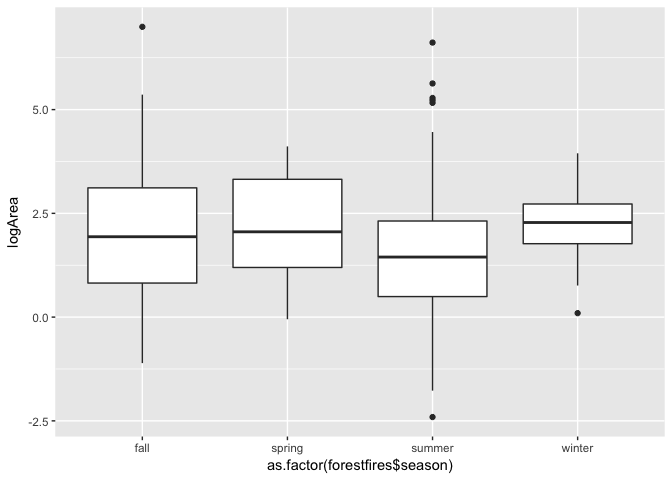 logArea
5.0
2.5
0.0
-2.5
fall spring summer winter
as.factor(forestfires$season)